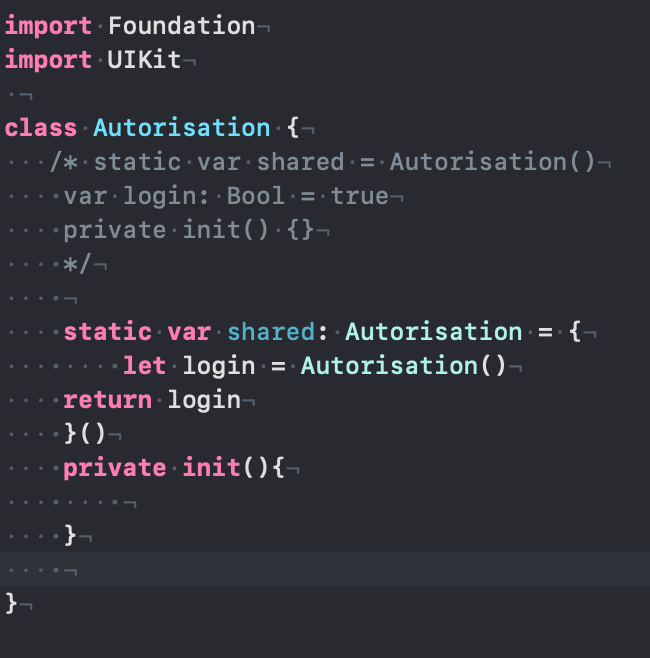 import Foundation
import UIKit
class Autorisation {
/* static var shared = Autorisation()
var login: Bool = true
private init() {}
*/
static var shared: Autorisation = {
let login = Autorisation()
return login
}()
private init(){
}
}